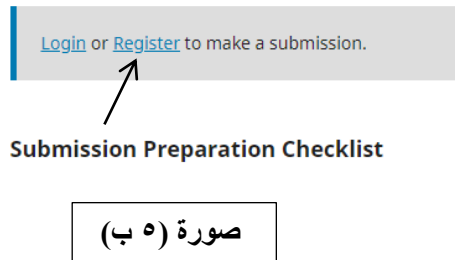 Login or Register to make a submission.
Submission Preparation Checklist
صورة (٥ ب)